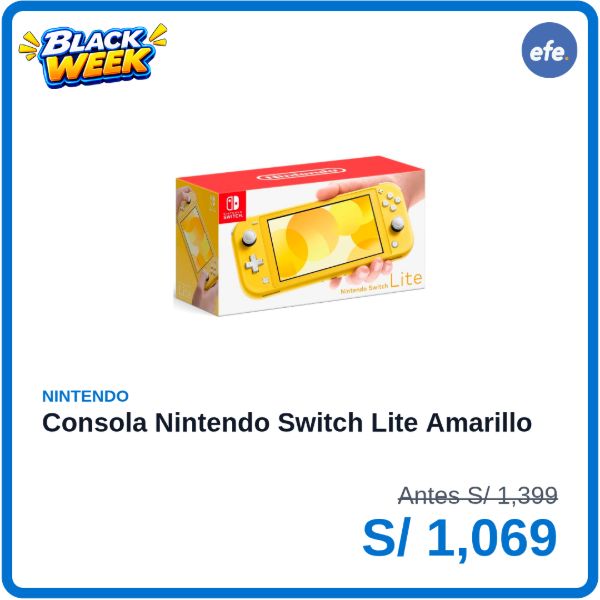 BLACK
WEEK
efe.
Nintendo
NINTENDO
SWITCH
Nintendo Switch Lite
NINTENDO
Consola Nintendo Switch Lite Amarillo
Antes S/ 1,399
S/ 1,069